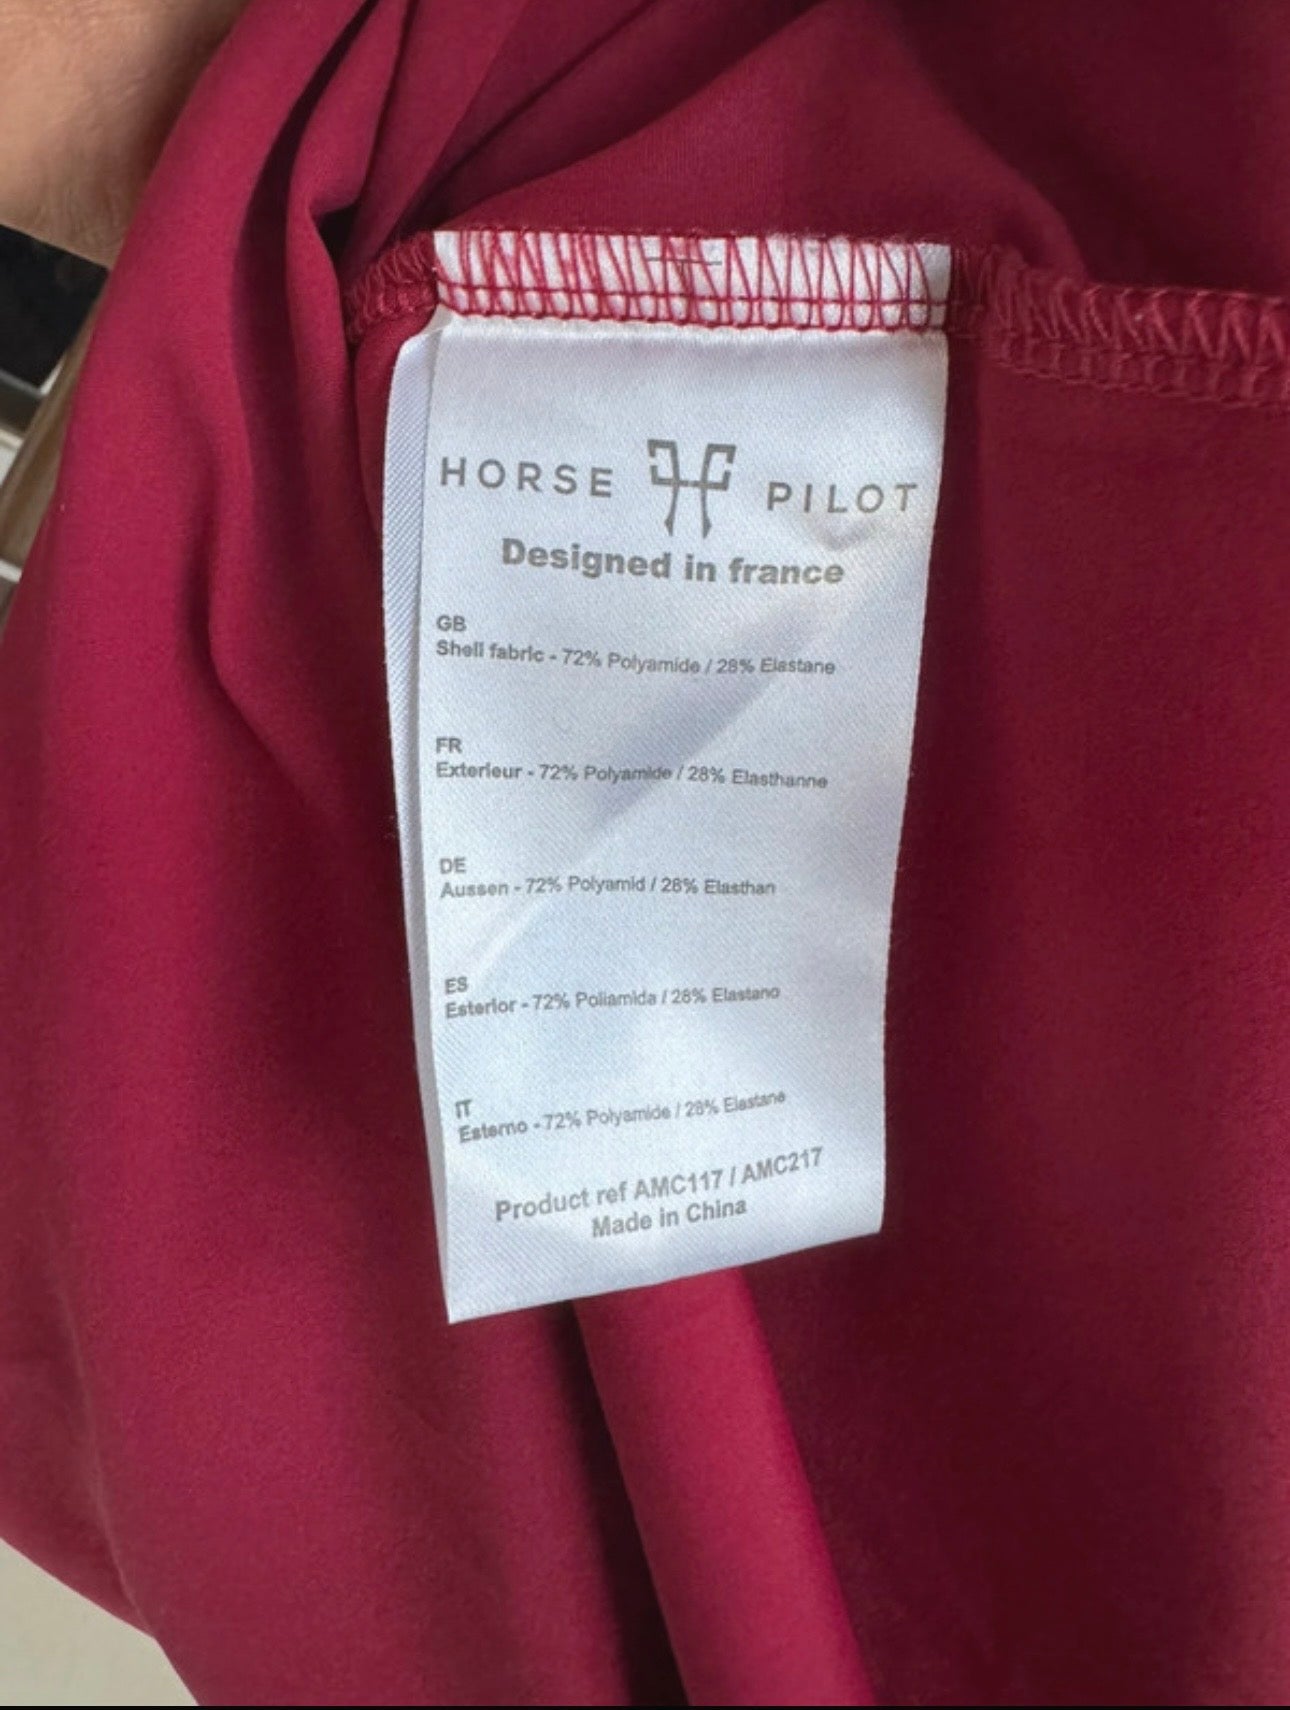 HORSE PILOT
Designed in france
GB
Shell fabric - 72% Polyamide / 28% Elastane
FR
Exterieur - 72% Polyamide / 28% Elasthanne
DE
Aussen - 72% Polyamid / 28% Elasthan
ES
Esterior - 72% Poliamida / 28% Elastano
IT
Esterno - 72% Polyamide / 28% Elastane
Product ref AMC117 / AMC217
Made in China